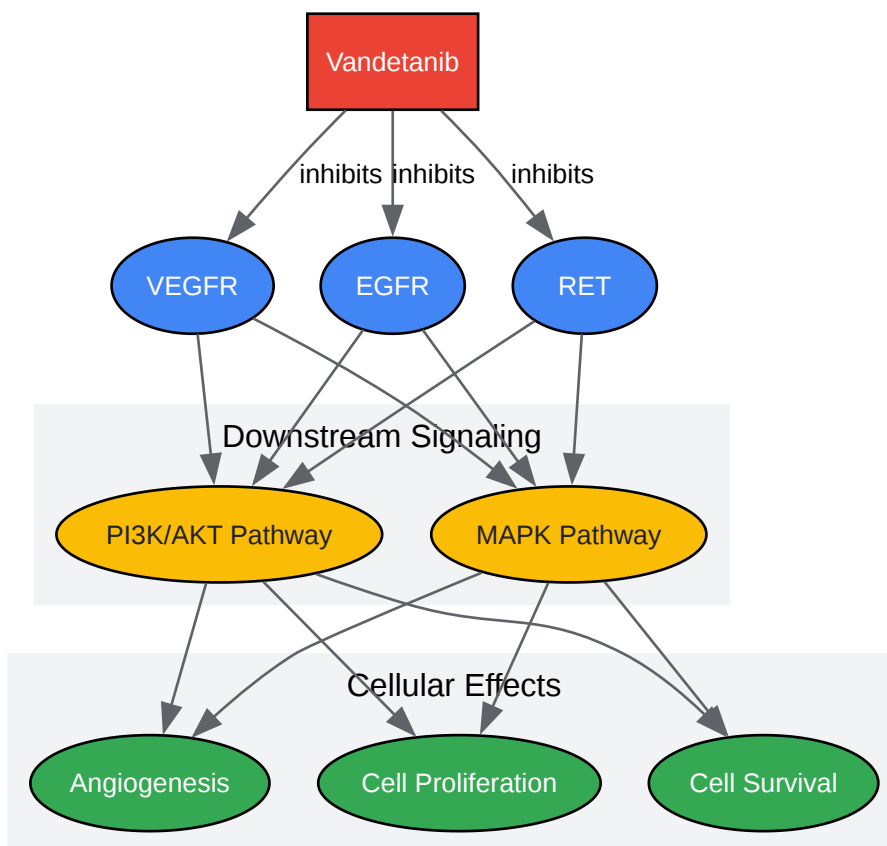 Vandetanib
inhibits
inhibits
inhibits
VEGFR
EGFR
RET
Downstream Signaling
PI3K/AKT Pathway
MAPK Pathway
Cellular Effects
Angiogenesis
Cell Proliferation
Cell Survival